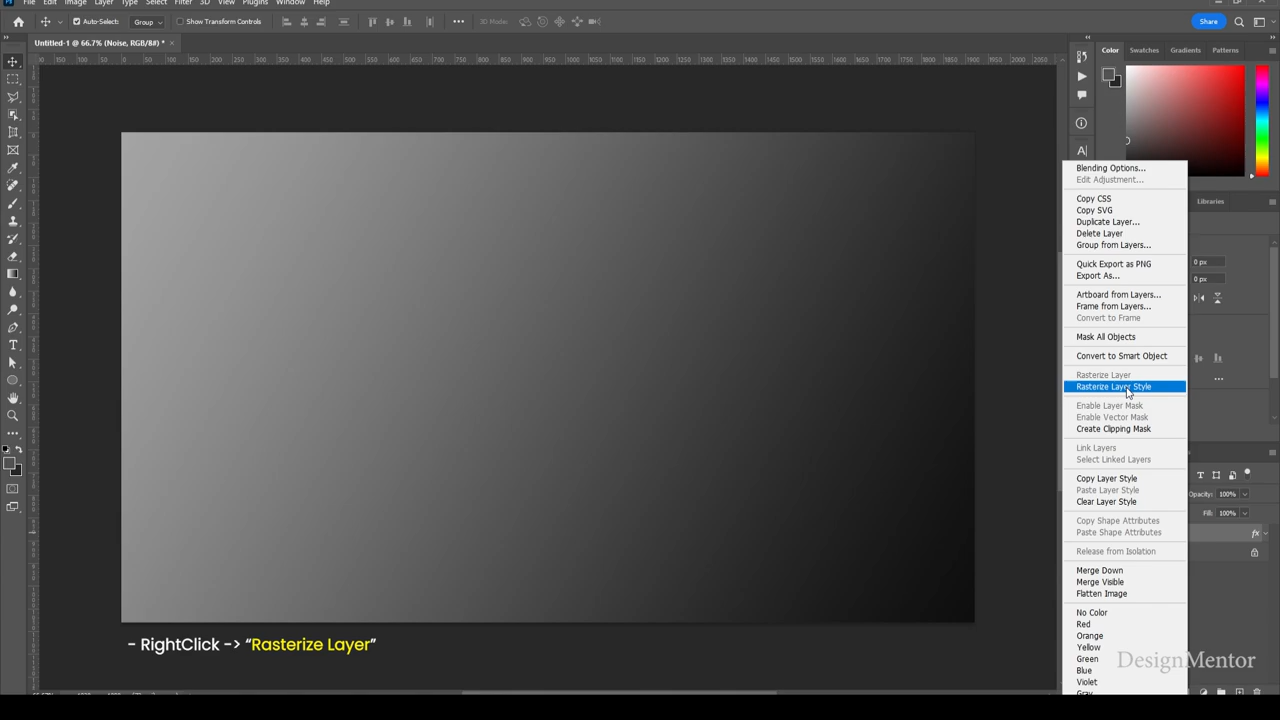 File Edit Image Layer Type Select Filter 3D View Plugins Window Help
Auto-Select: Group Show Transform Controls 3D Mode: Share
Untitled-1 @ 66.7% (Noise, RGB/8#) * ×
Color Swatches Gradients Patterns
Libraries
0 px
0 px
Blending Options...
Edit Adjustment...
Copy CSS
Copy SVG
Duplicate Layer...
Delete Layer
Group from Layers...
Quick Export as PNG
Export As...
Artboard from Layers...
Frame from Layers...
Convert to Frame
Mask All Objects
Convert to Smart Object
Rasterize Layer
Rasterize Layer Style
Enable Layer Mask
Enable Vector Mask
Create Clipping Mask
Link Layers
Select Linked Layers
Copy Layer Style
Paste Layer Style
Clear Layer Style
Copy Shape Attributes
Paste Shape Attributes
Release from Isolation
Merge Down
Merge Visible
Flatten Image
No Color
Red
Orange
Yellow
Green
Blue
Violet
Gray
Opacity: 100%
Fill: 100%
fx
- RightClick -> “Rasterize Layer”
DesignMentor